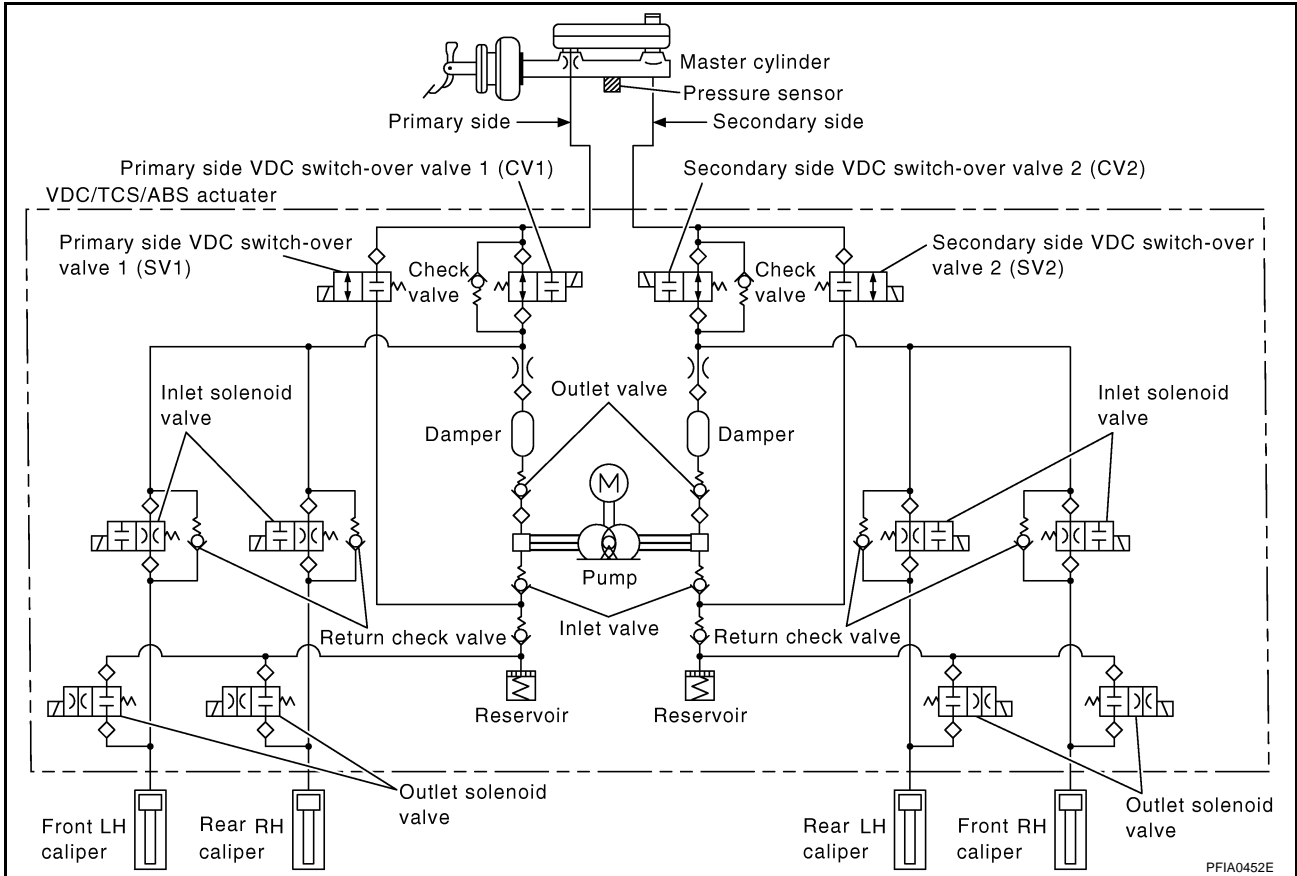 Master cylinder
Pressure sensor
Primary side
Secondary side
Primary side VDC switch-over valve 1 (CV1)
Secondary side VDC switch-over valve 2 (CV2)
VDC/TCS/ABS actuater
Primary side VDC switch-over
valve 1 (SV1)
Check
valve
Check
valve
Secondary side VDC switch-over
valve 2 (SV2)
Inlet solenoid
valve
Outlet valve
Inlet solenoid
valve
Damper
Damper
M
Pump
Return check valve
Inlet valve
Return check valve
Reservoir
Reservoir
Outlet solenoid
valve
Outlet solenoid
valve
Front LH
caliper
Rear RH
caliper
Rear LH
caliper
Front RH
caliper
PFIA0452E